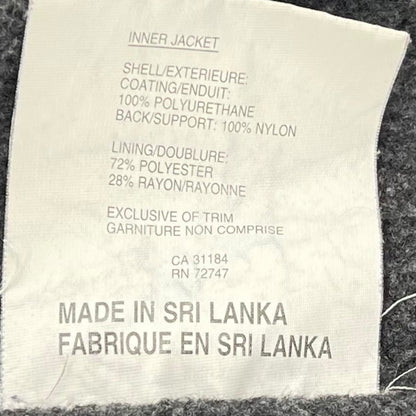 INNER JACKET
SHELL/EXTERIEURE:
COATING/ENDUIT:
100% POLYURETHANE
BACK/SUPPORT: 100% NYLON
LINING/DOUBLURE:
72% POLYESTER
28% RAYON/RAYONNE
EXCLUSIVE OF TRIM
GARNITURE NON COMPRISE
CA 31184
RN 72747
MADE IN SRI LANKA
FABRIQUE EN SRI LANKA